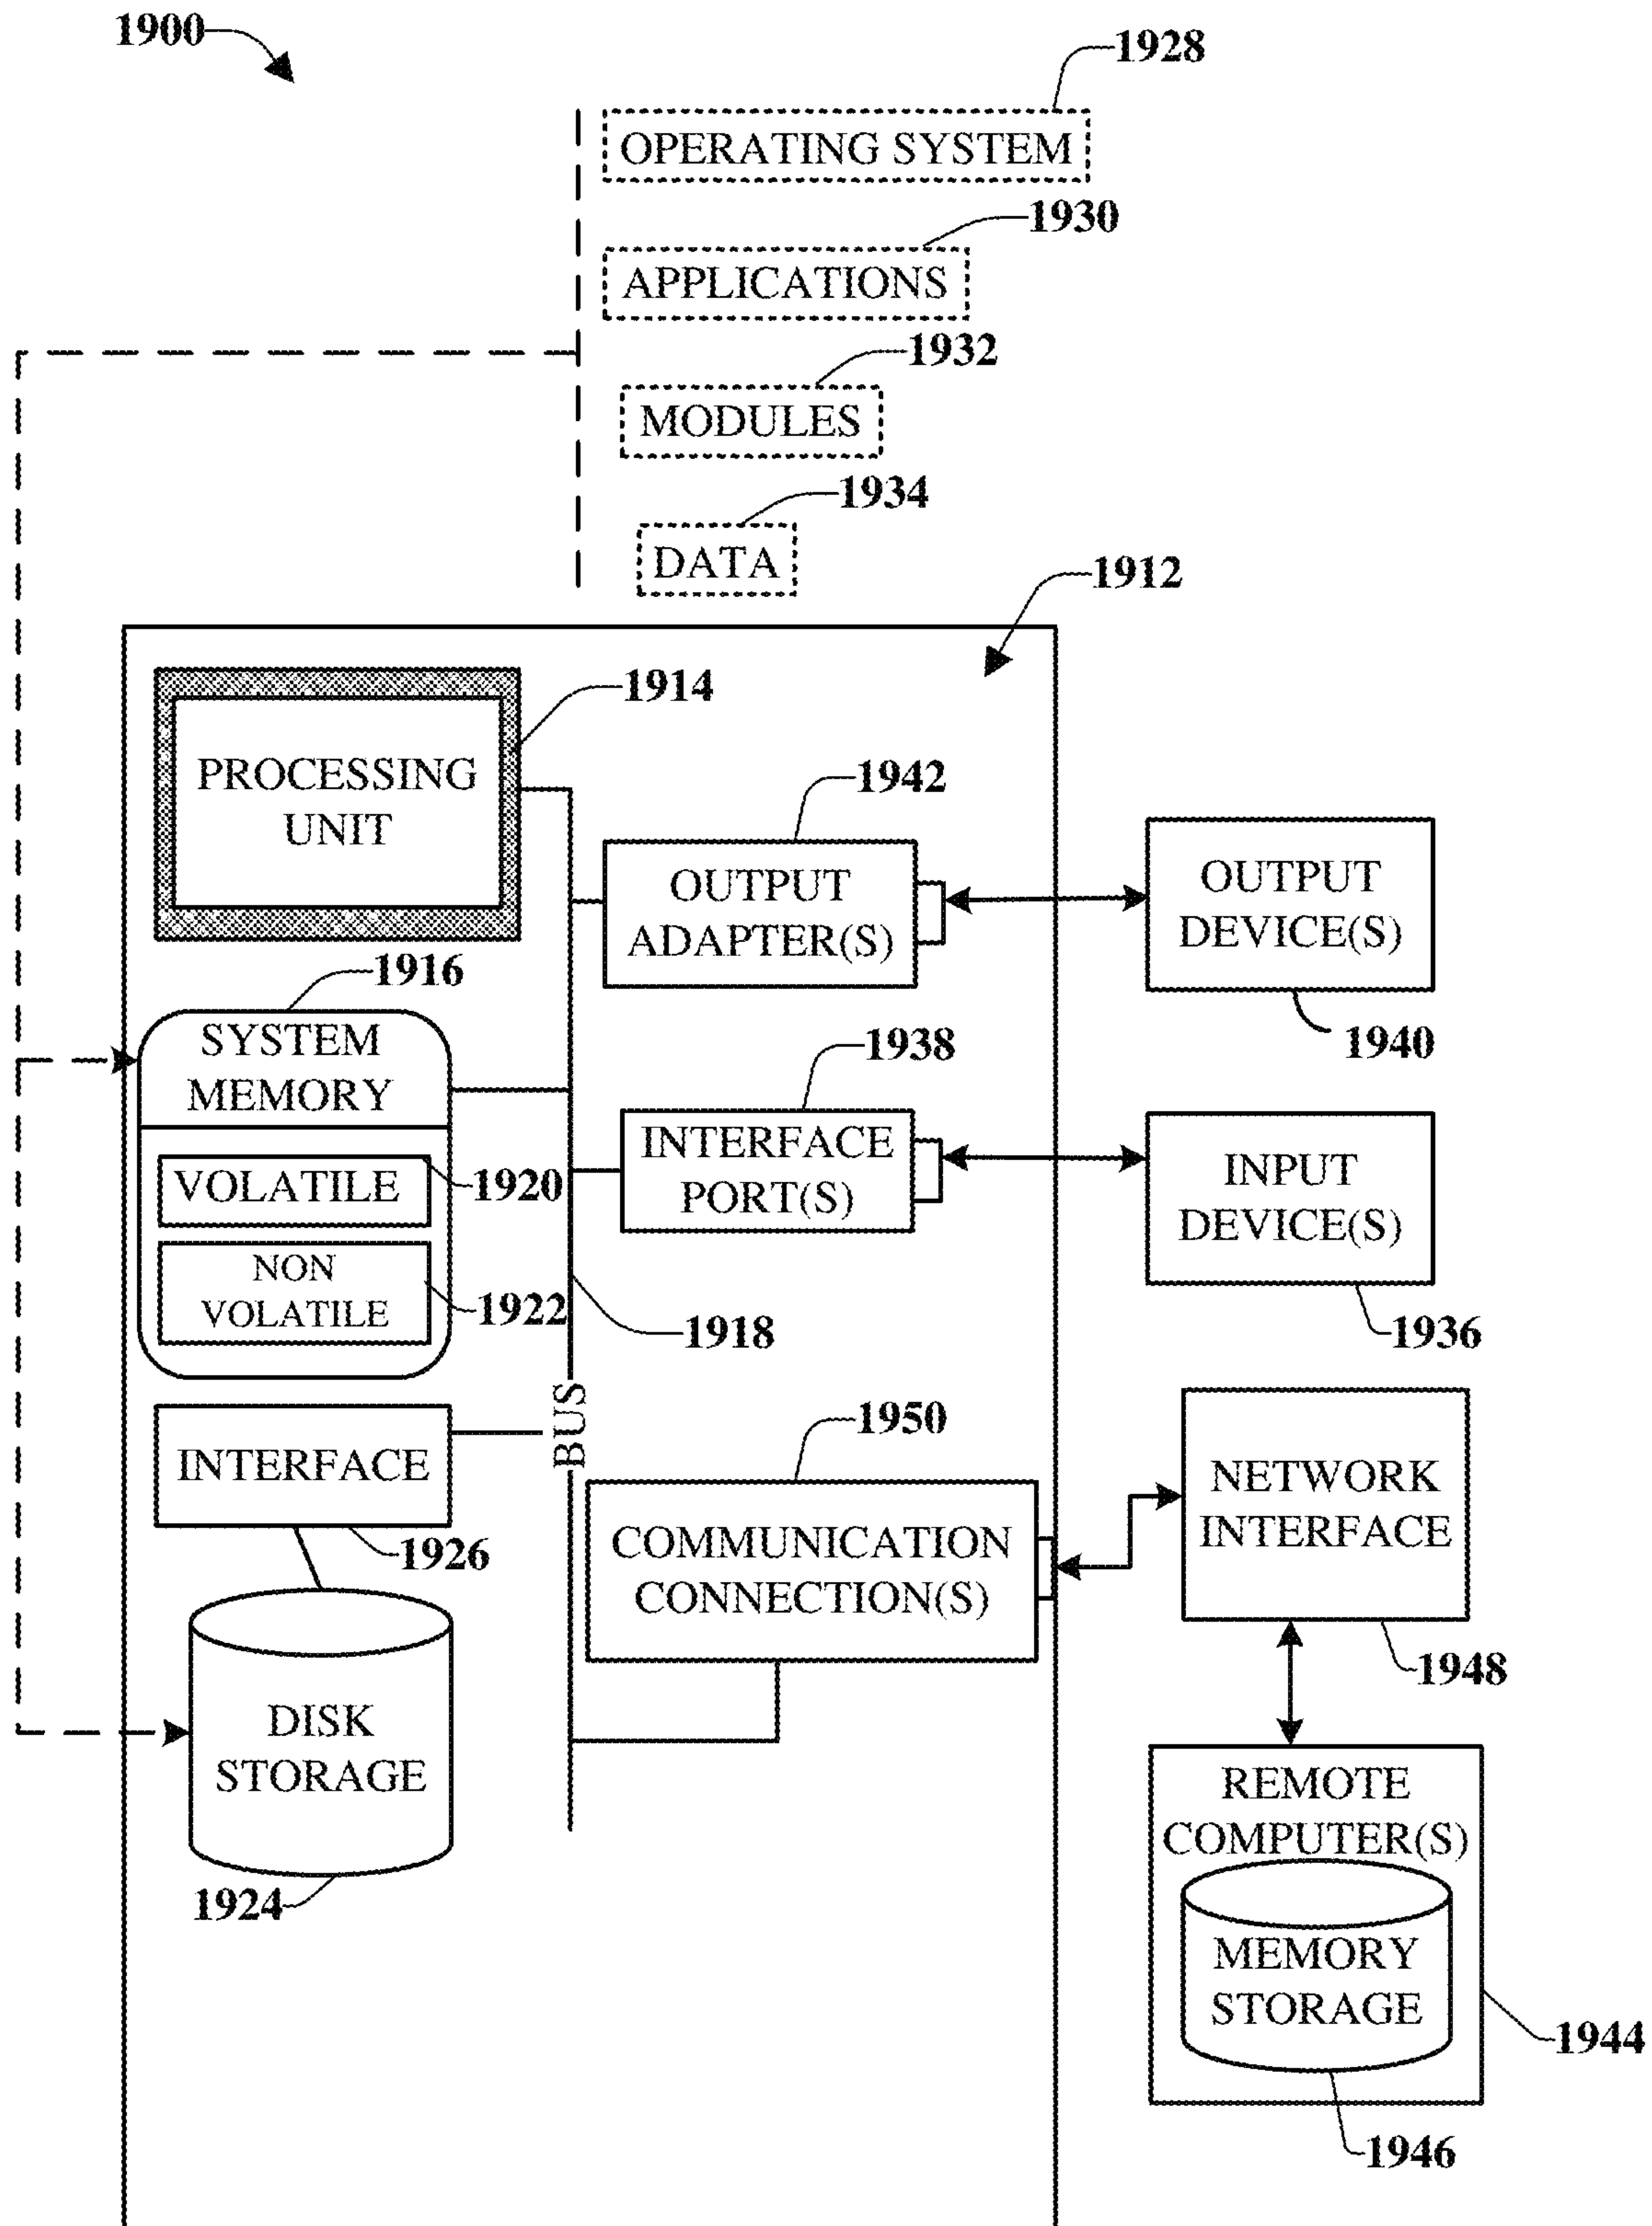 1900
1928
OPERATING SYSTEM
1930
APPLICATIONS
1932
MODULES
1934
DATA
1912
1914
PROCESSING
UNIT
1942
OUTPUT
ADAPTER(S)
OUTPUT
DEVICE(S)
1940
1916
SYSTEM
MEMORY
VOLATILE
1920
NON
VOLATILE
1922
1938
INTERFACE
PORT(S)
INPUT
DEVICE(S)
1936
1918
BUS
INTERFACE
1926
1950
COMMUNICATION
CONNECTION(S)
NETWORK
INTERFACE
1948
DISK
STORAGE
1924
REMOTE
COMPUTER(S)
MEMORY
STORAGE
1944
1946